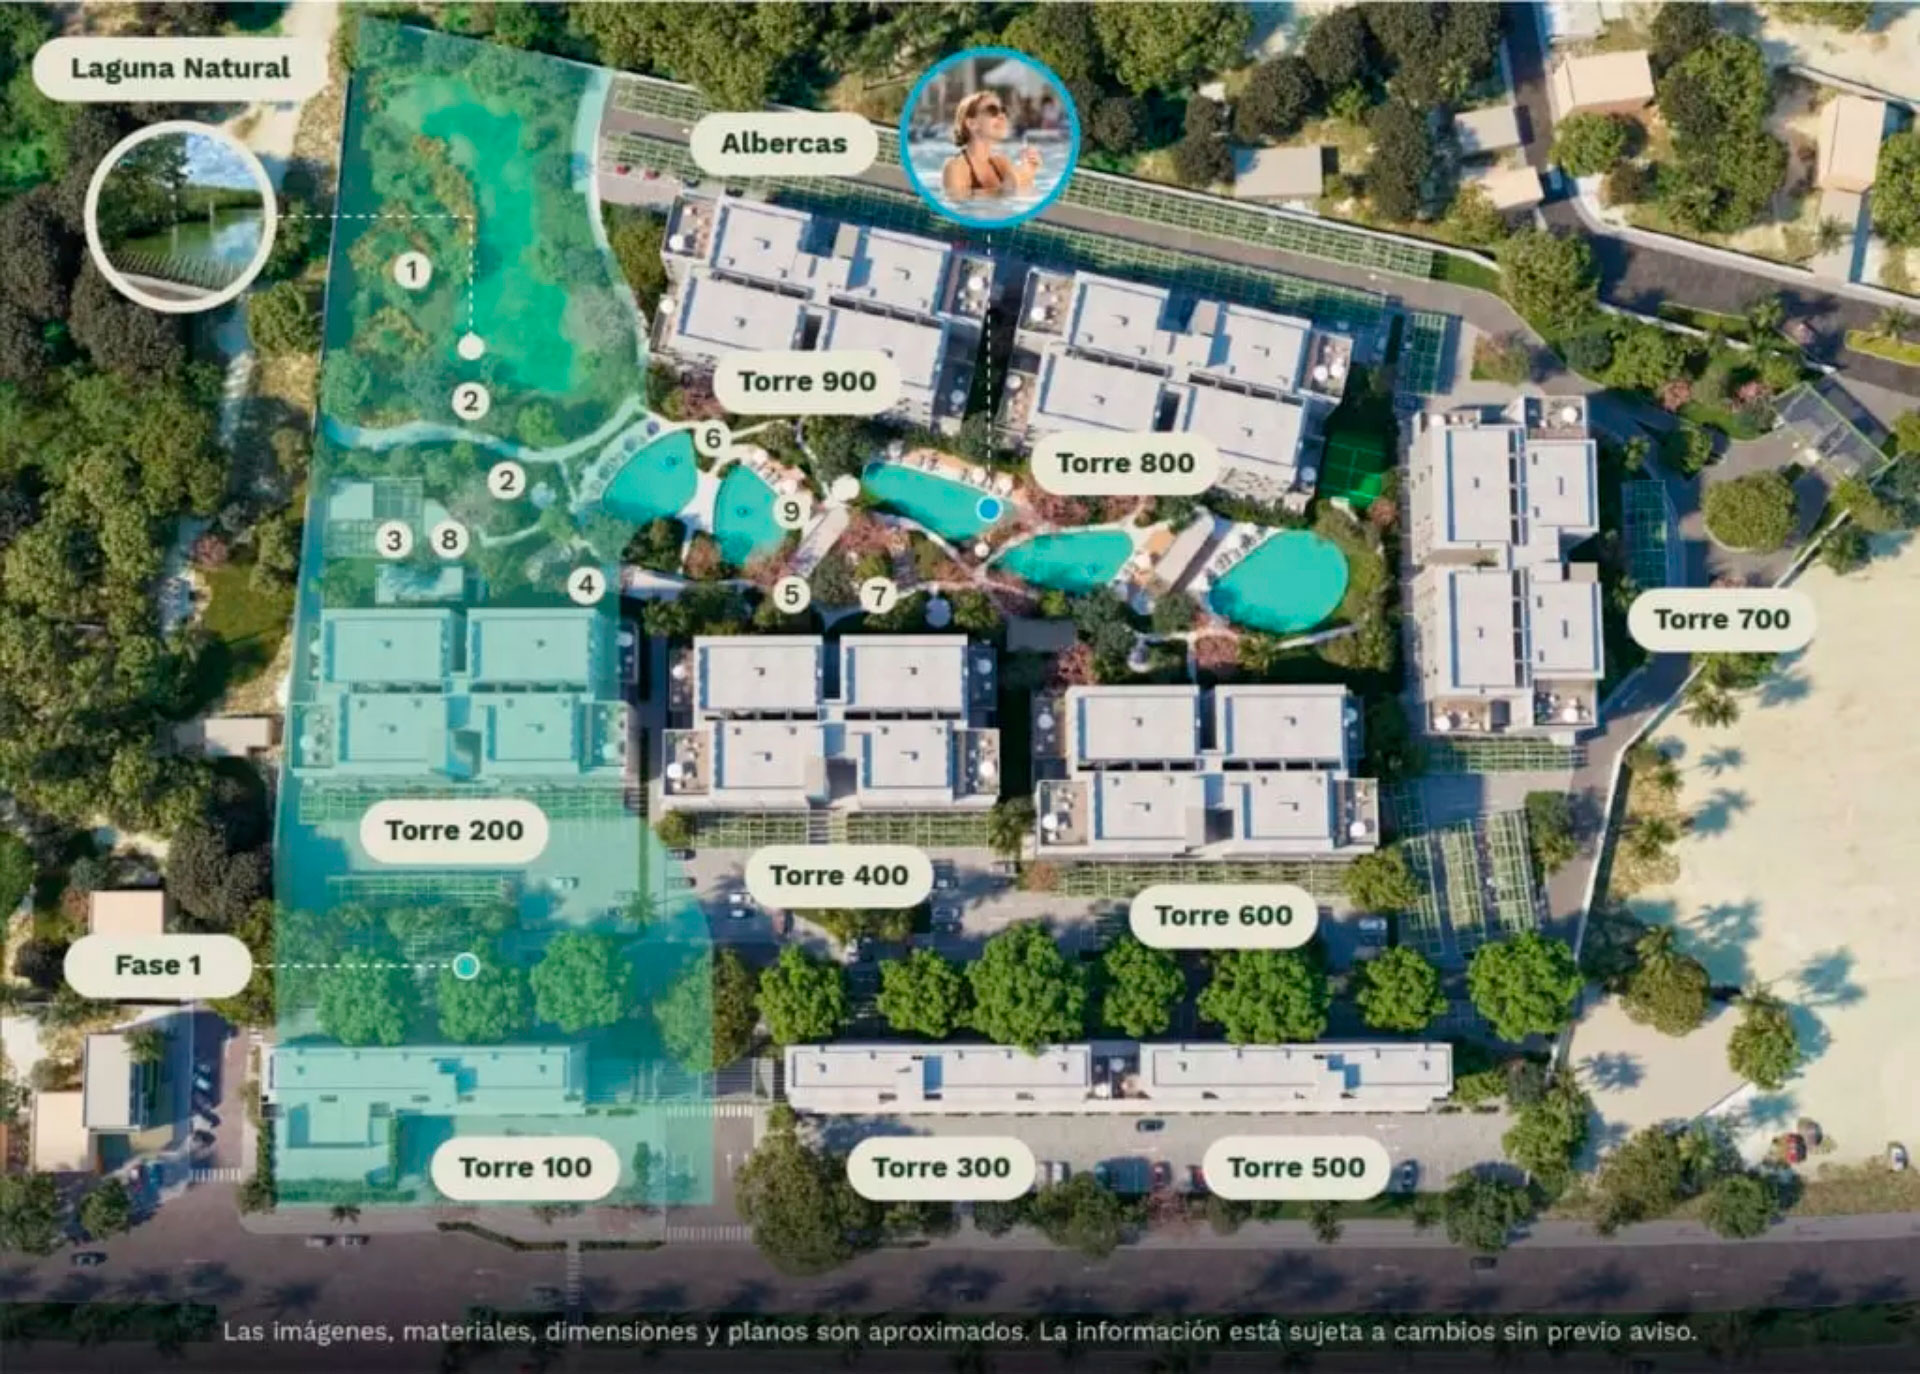 Laguna Natural
Albercas
1
Torre 900
2
6
Torre 800
2
9
3
8
4
5
7
Torre 700
Torre 200
Torre 400
Torre 600
Fase 1
Torre 100
Torre 300
Torre 500
Las imágenes, materiales, dimensiones y planos son aproximados. La información está sujeta a cambios sin previo aviso.